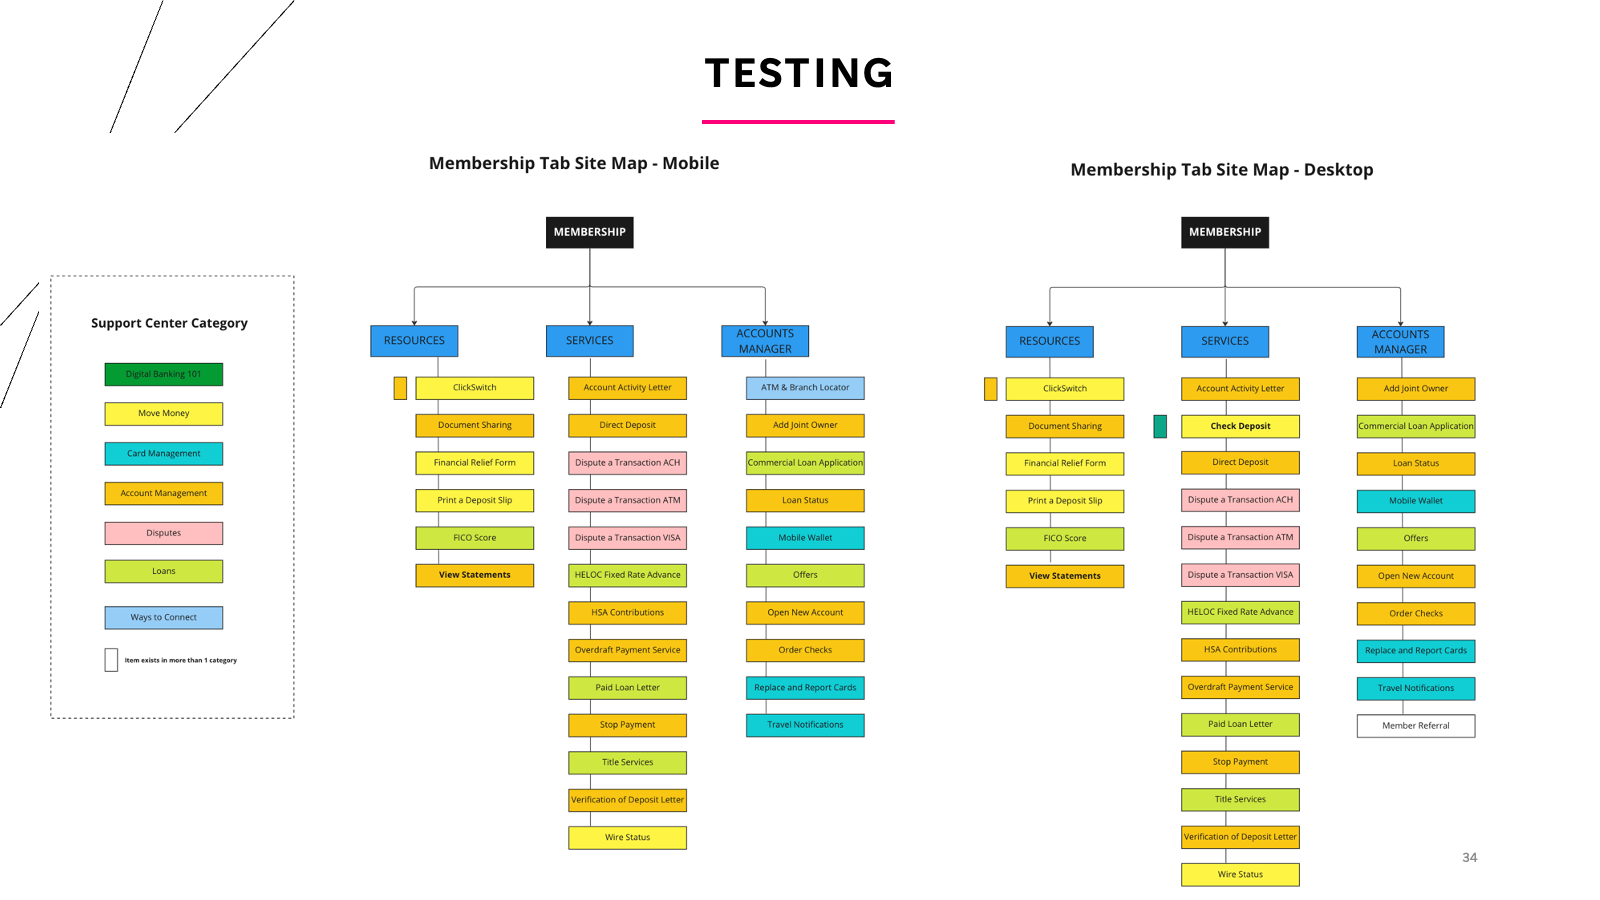 TESTING
Membership Tab Site Map - Mobile
Membership Tab Site Map - Desktop
Support Center Category
Digital Banking 101
Move Money
Card Management
Account Management
Disputes
Loans
Ways to Connect
Item exists in more than 1 category
MEMBERSHIP
RESOURCES
ClickSwitch
Document Sharing
Financial Relief Form
Print a Deposit Slip
FICO Score
View Statements
SERVICES
Account Activity Letter
Direct Deposit
Dispute a Transaction ACH
Dispute a Transaction ATM
Dispute a Transaction VISA
HELOC Fixed Rate Advance
HSA Contributions
Overdraft Payment Service
Paid Loan Letter
Stop Payment
Title Services
Verification of Deposit Letter
Wire Status
ACCOUNTS
MANAGER
ATM & Branch Locator
Add Joint Owner
Commercial Loan Application
Loan Status
Mobile Wallet
Offers
Open New Account
Order Checks
Replace and Report Cards
Travel Notifications
MEMBERSHIP
RESOURCES
ClickSwitch
Document Sharing
Financial Relief Form
Print a Deposit Slip
FICO Score
View Statements
SERVICES
Account Activity Letter
Check Deposit
Direct Deposit
Dispute a Transaction ACH
Dispute a Transaction ATM
Dispute a Transaction VISA
HELOC Fixed Rate Advance
HSA Contributions
Overdraft Payment Service
Paid Loan Letter
Stop Payment
Title Services
Verification of Deposit Letter
Wire Status
ACCOUNTS
MANAGER
Add Joint Owner
Commercial Loan Application
Loan Status
Mobile Wallet
Offers
Open New Account
Order Checks
Replace and Report Cards
Travel Notifications
Member Referral
34